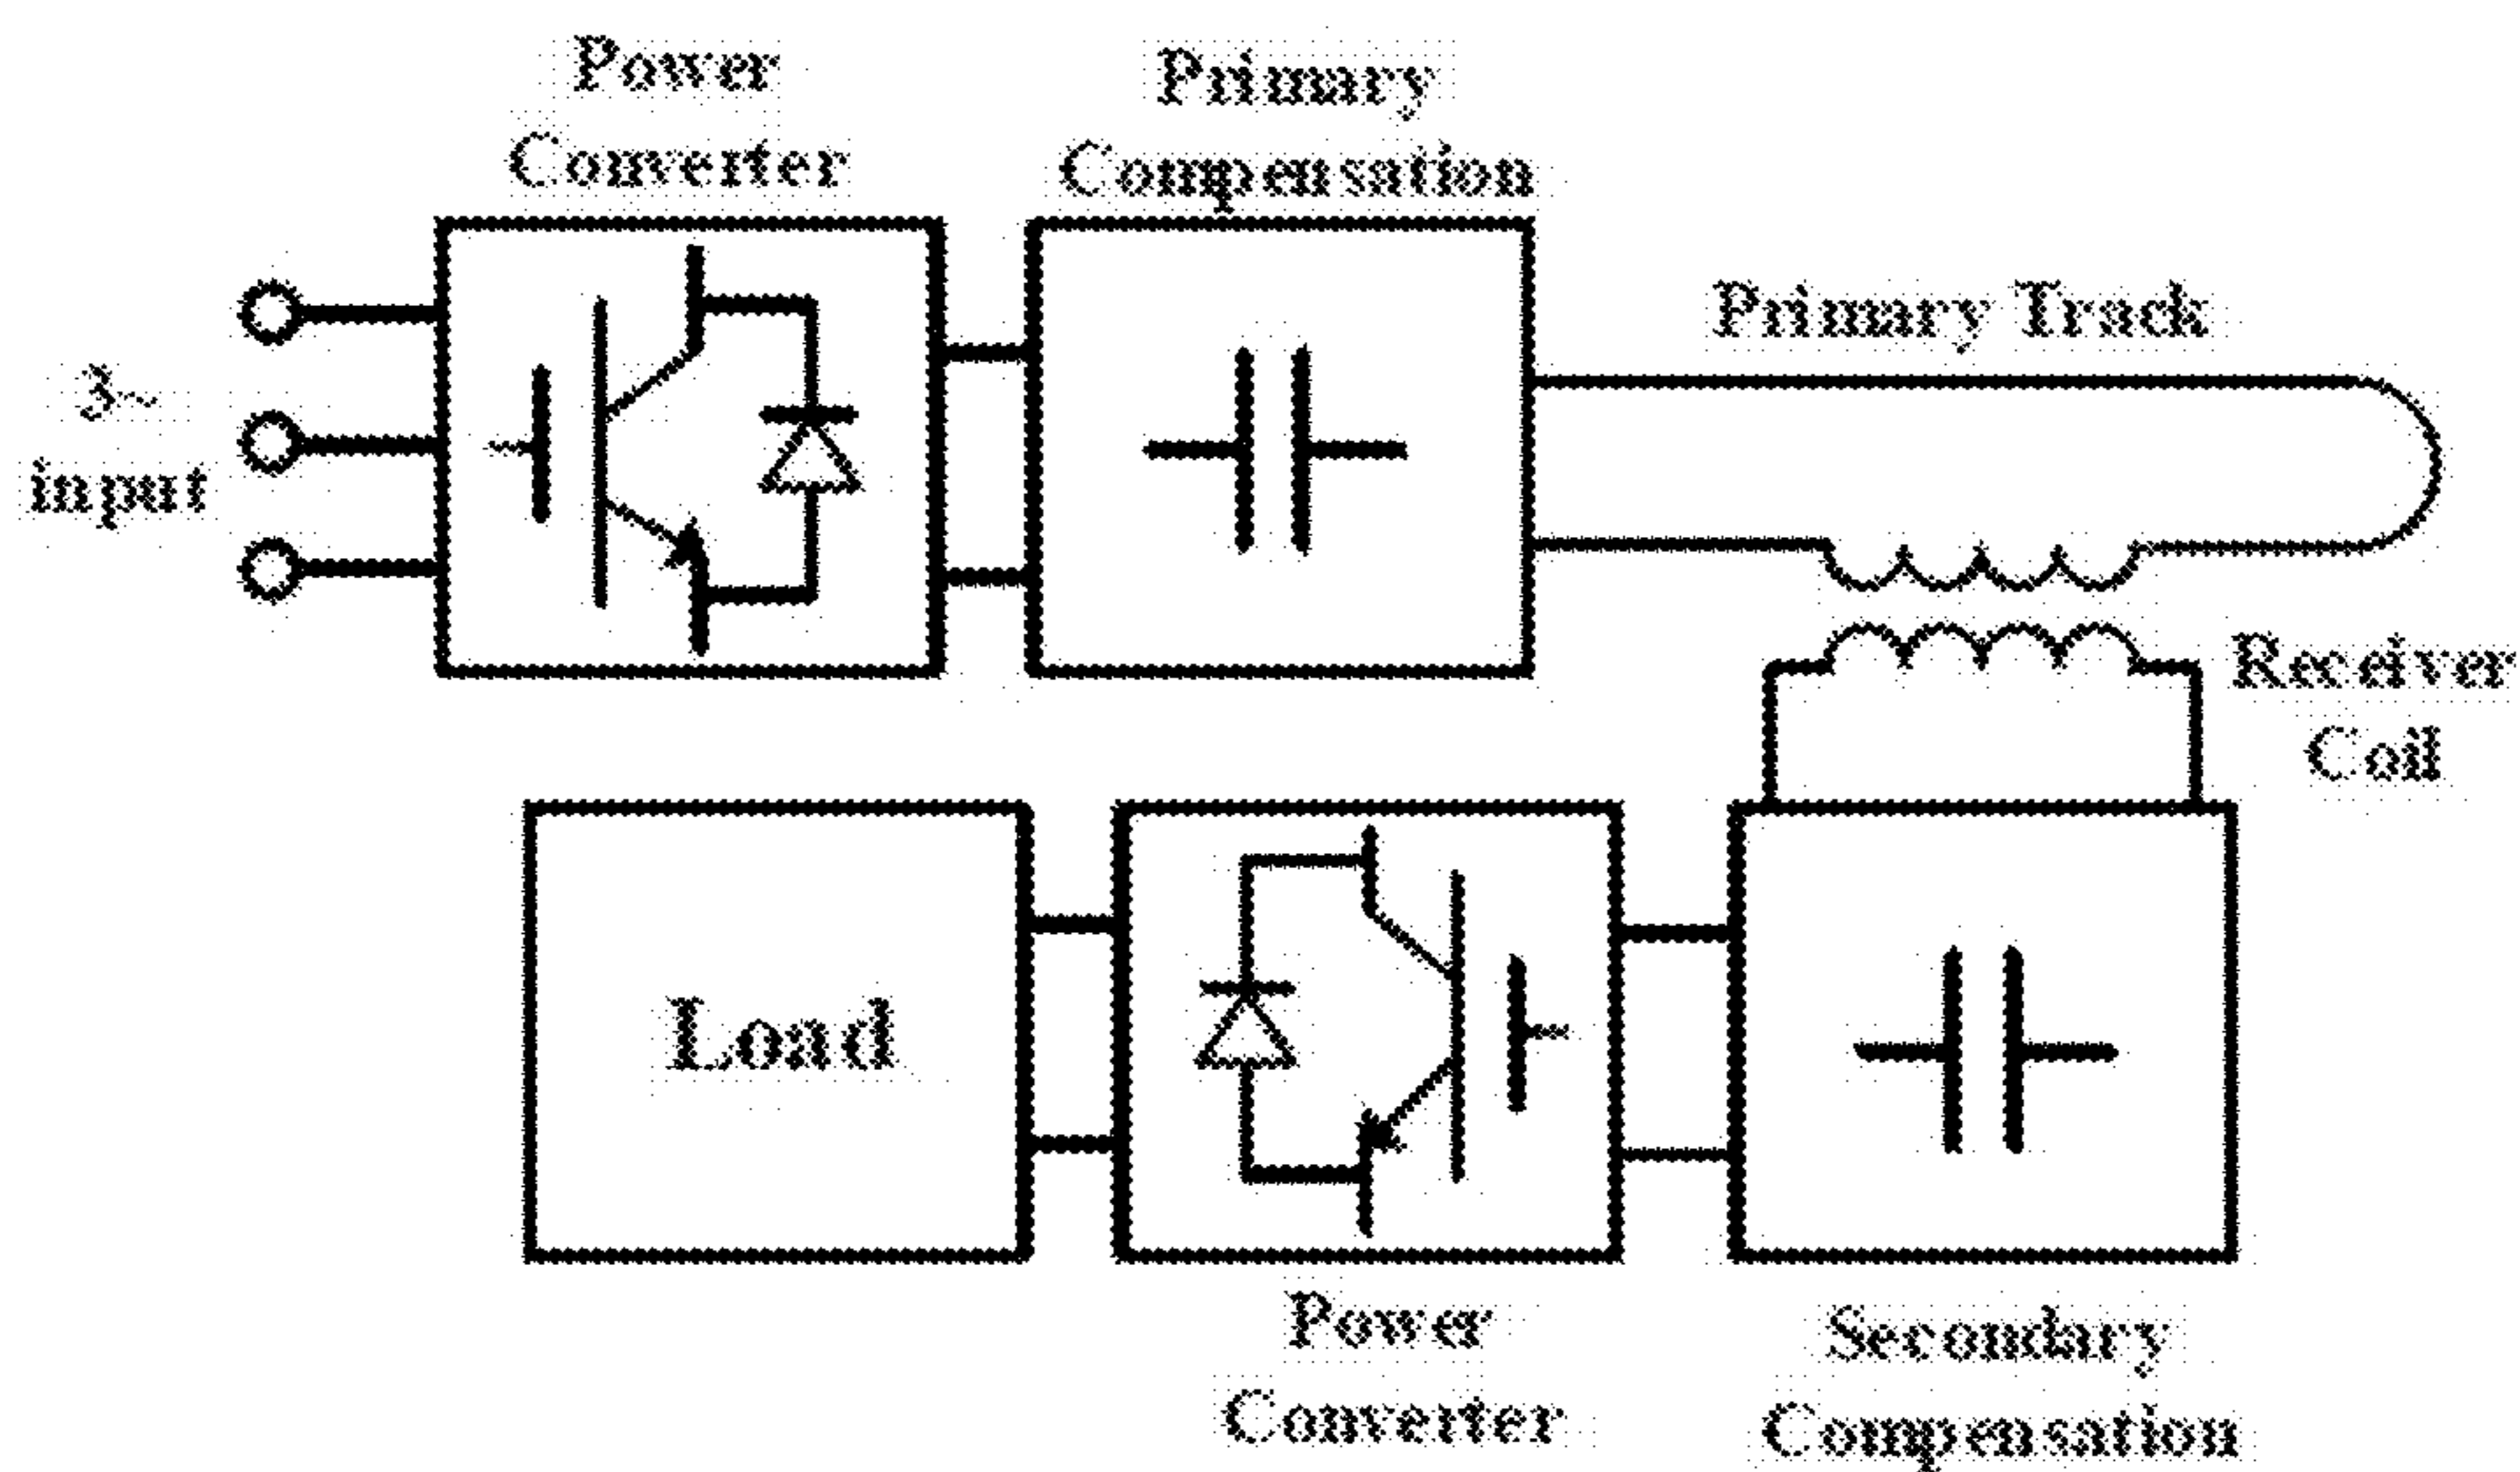 Power
Converter
Primary
Compensation
3~
input
Primary Track
Receiver
Coil
Load
Power
Converter
Secondary
Compensation